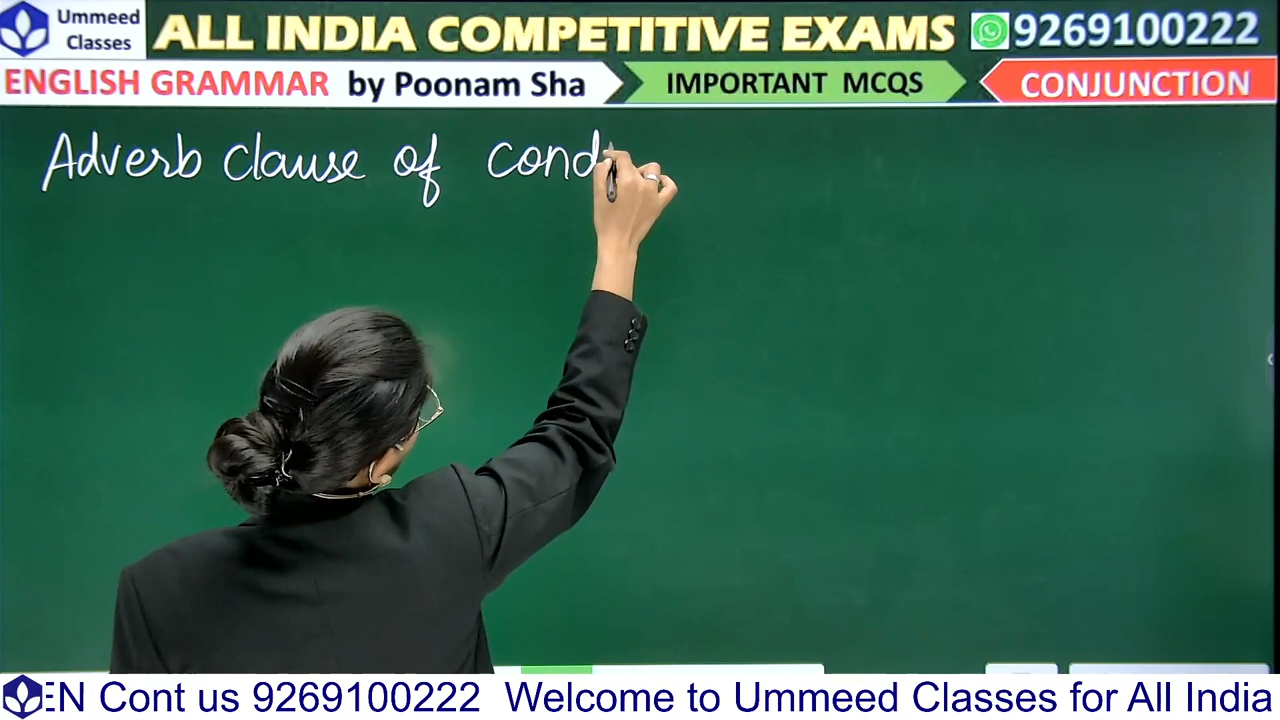 Ummeed
Classes
ALL INDIA COMPETITIVE EXAMS
9269100222
ENGLISH GRAMMAR by Poonam Sha
IMPORTANT MCQS
CONJUNCTION
Adverb clause of cond
EN Cont us 9269100222 Welcome to Ummeed Classes for All India